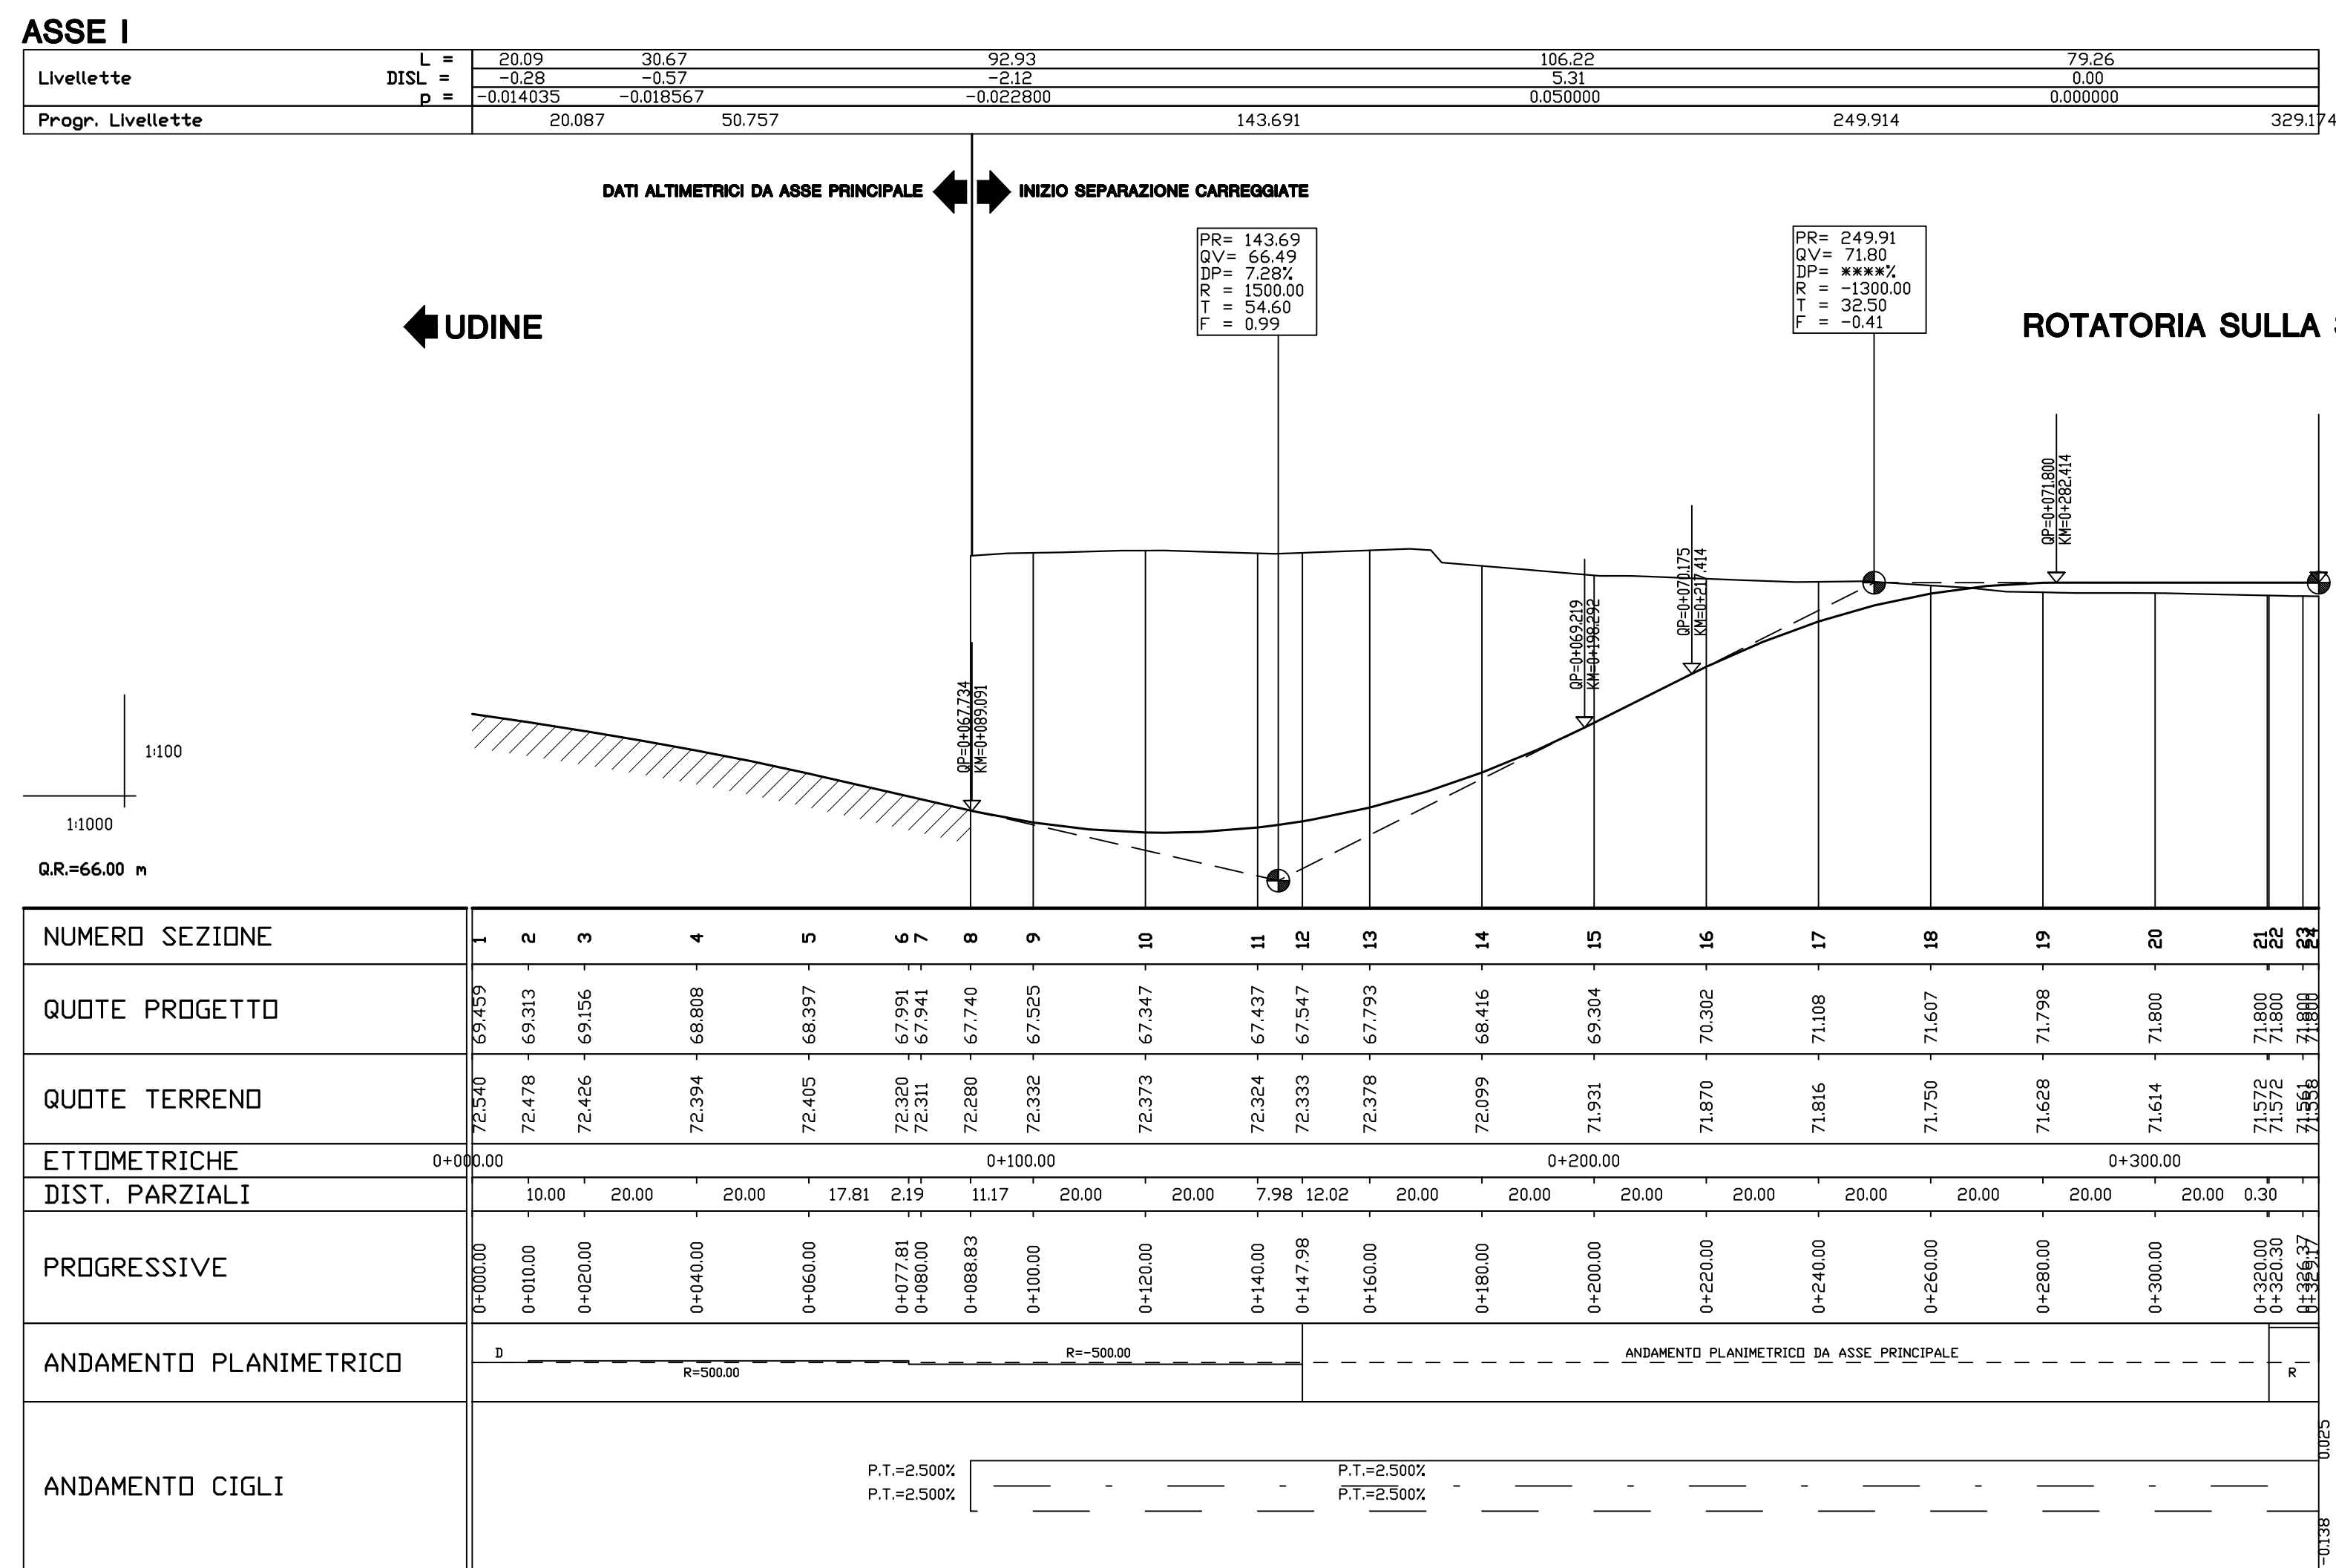 ASSE I
Livellette
L = 20.09 30.67 92.93 106.22 79.26
DISL = -0.28 -0.57 -2.12 5.31 0.00
p = -0.014035 -0.018567 -0.022800 0.050000 0.000000
Progr. Livellette 20.087 50.757 143.691 249.914 329.174
DATI ALTIMETRICI DA ASSE PRINCIPALE INIZIO SEPARAZIONE CARREGGIATE
PR= 143.69
QV= 66.49
DP= 7.28%
R = 1500.00
T = 54.60
F = 0.99
PR= 249.91
QV= 71.80
DP= ****%
R = -1300.00
T = 32.50
F = -0.41
UDINE
ROTATORIA SULLA
QP=0+067.734
KM=0+089.091
QP=0+069.219
KM=0+198.292
QP=0+070.175
KM=0+217.414
QP=0+071.800
KM=0+282.414
1:100
1:1000
Q.R.=66.00 m
NUMERO SEZIONE 1 2 3 4 5 6 7 8 9 10 11 12 13 14 15 16 17 18 19 20 21 22 23 24
QUOTE PROGETTO 69.459 69.313 69.156 68.808 68.397 67.991 67.941 67.740 67.525 67.347 67.437 67.547 67.793 68.416 69.304 70.302 71.108 71.607 71.798 71.800 71.800 71.800 71.800 71.800
QUOTE TERRENO 72.540 72.478 72.426 72.394 72.405 72.320 72.311 72.280 72.332 72.373 72.324 72.333 72.378 72.099 71.931 71.870 71.816 71.750 71.628 71.614 71.572 71.572 71.561 71.558
ETTOMETRICHE 0+000.00 0+100.00 0+200.00 0+300.00
DIST. PARZIALI 10.00 20.00 20.00 17.81 2.19 11.17 20.00 20.00 7.98 12.02 20.00 20.00 20.00 20.00 20.00 20.00 20.00 20.00 0.30
PROGRESSIVE 0+000.00 0+010.00 0+020.00 0+040.00 0+060.00 0+077.81 0+080.00 0+088.83 0+100.00 0+120.00 0+140.00 0+147.98 0+160.00 0+180.00 0+200.00 0+220.00 0+240.00 0+260.00 0+280.00 0+300.00 0+320.00 0+320.30 0+326.37 0+329.17
ANDAMENTO PLANIMETRICO D R=500.00 R=-500.00 ANDAMENTO PLANIMETRICO DA ASSE PRINCIPALE R
ANDAMENTO CIGLI
P.T.=2.500% P.T.=2.500%
P.T.=2.500% P.T.=2.500%
0.025
-0.138